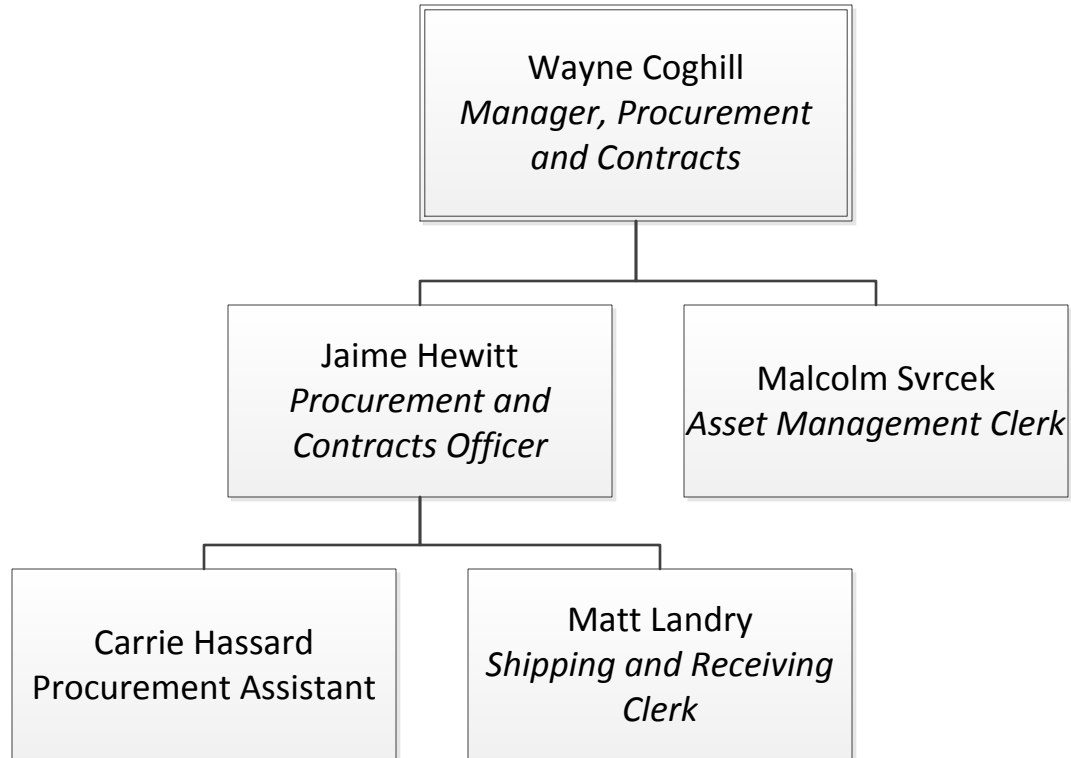 Wayne Coghill
Manager, Procurement
and Contracts
Jaime Hewitt
Procurement and
Contracts Officer
Malcolm Svrcek
Asset Management Clerk
Carrie Hassard
Procurement Assistant
Matt Landry
Shipping and Receiving
Clerk